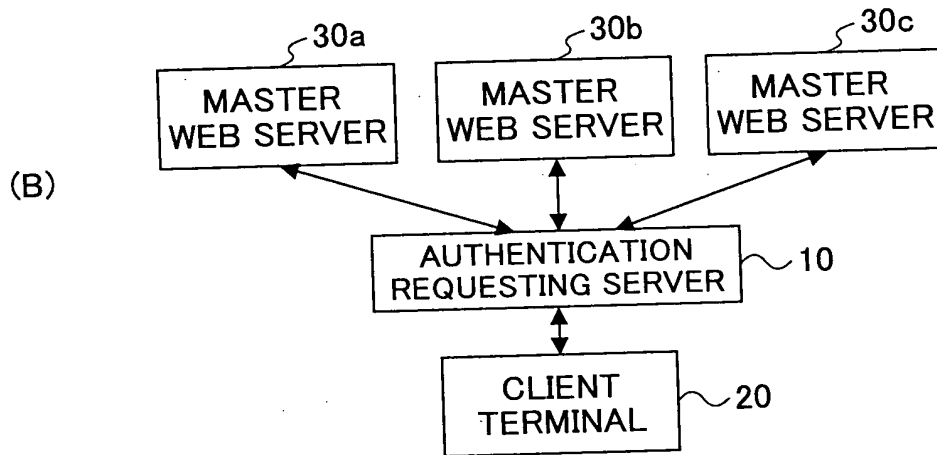 30a
30b
30c
MASTER
WEB SERVER
MASTER
WEB SERVER
MASTER
WEB SERVER
(B)
AUTHENTICATION
REQUESTING SERVER
10
CLIENT
TERMINAL
20